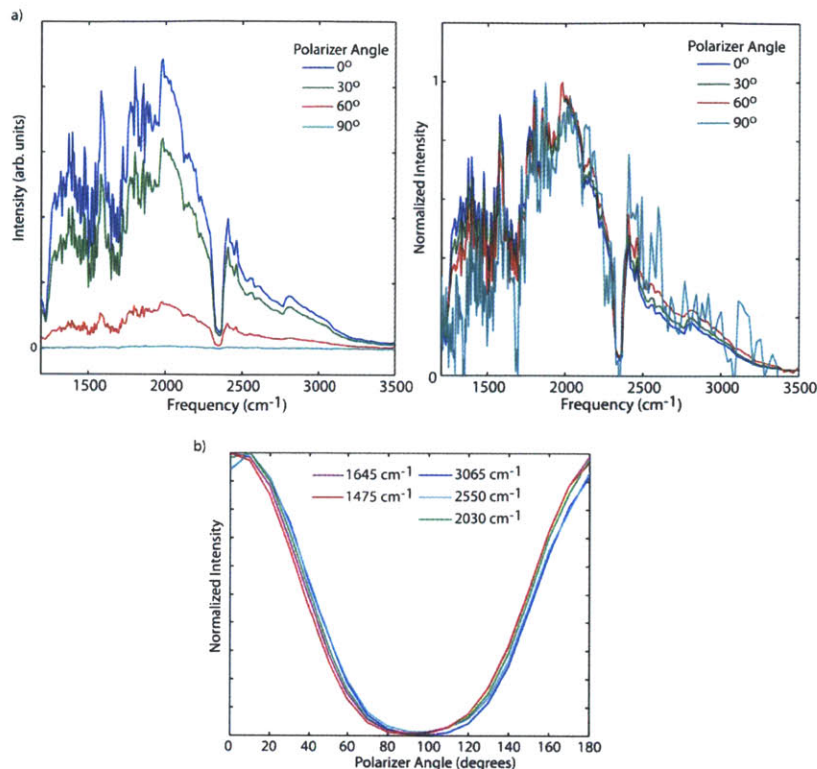 a)
Polarizer Angle
0°
30°
60°
90°
Intensity (arb. units)
0
1500 2000 2500 3000 3500
Frequency (cm-1)
Polarizer Angle
0°
30°
60°
90°
Normalized Intensity
1
0
1500 2000 2500 3000 3500
Frequency (cm-1)
b)
1645 cm-1 3065 cm-1
1475 cm-1 2550 cm-1
2030 cm-1
Normalized Intensity
0 20 40 60 80 100 120 140 160 180
Polarizer Angle (degrees)